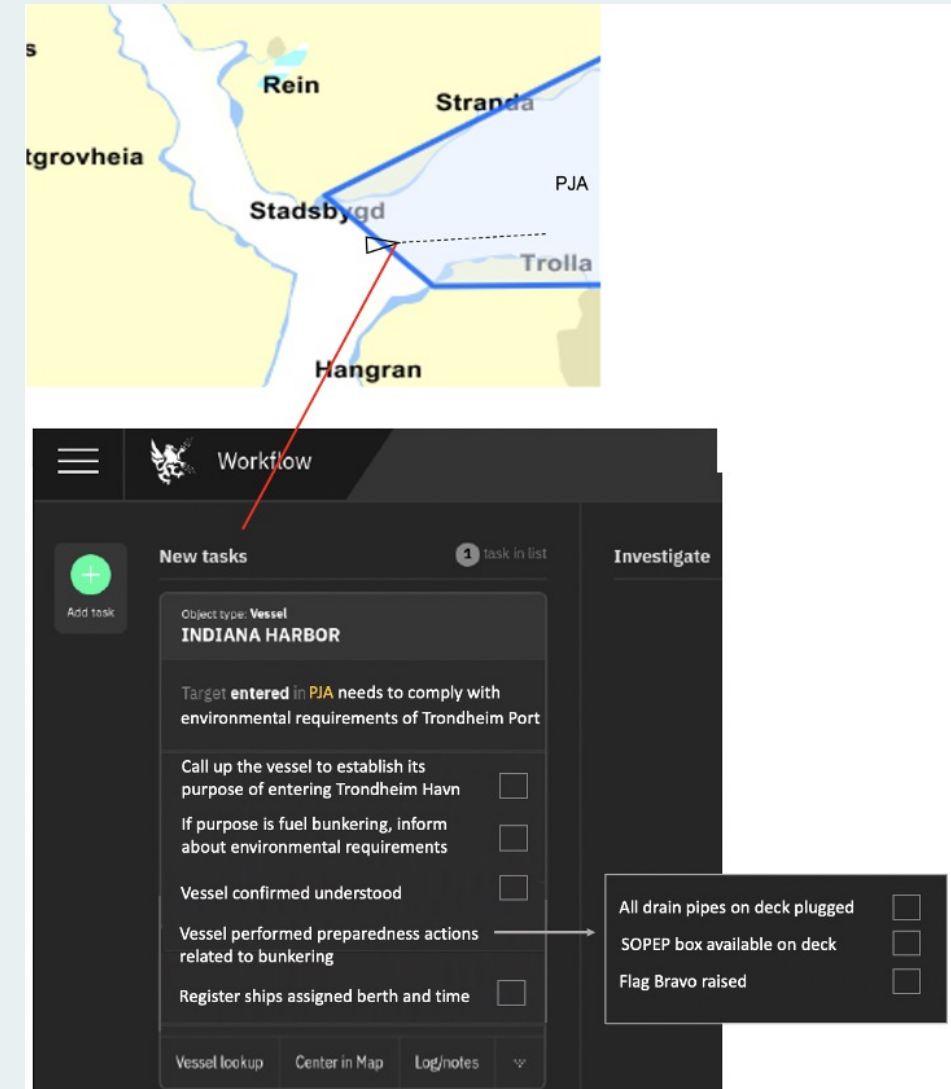 s
Rein
Stranda
tgrovheia
PJA
Stadsbygd
Trolla
Hangran
Workflow
Add task
New tasks
1 task in list
Investigate
Object type: Vessel
INDIANA HARBOR
Target entered in PJA needs to comply with
environmental requirements of Trondheim Port
Call up the vessel to establish its
purpose of entering Trondheim Havn
If purpose is fuel bunkering, inform
about environmental requirements
Vessel confirmed understood
Vessel performed preparedness actions
related to bunkering
Register ships assigned berth and time
All drain pipes on deck plugged
SOPEP box available on deck
Flag Bravo raised
Vessel lookup
Center in Map
Log/notes